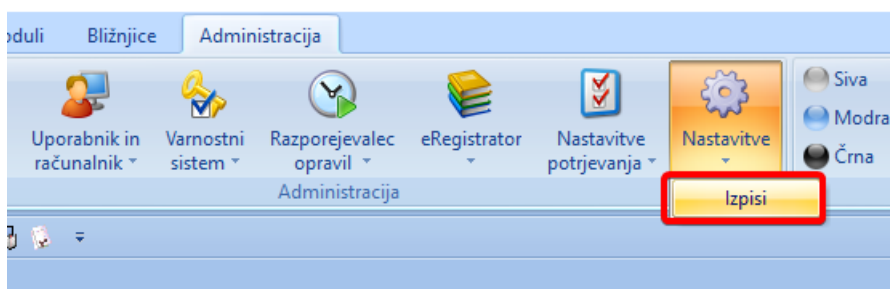 oduli Bližnjice Administracija
Uporabnik in računalnik
Varnostni sistem
Razporejevalec opravil
eRegistrator
Nastavitve potrjevanja
Nastavitve
Siva
Modra
Črna
Administracija
Izpisi